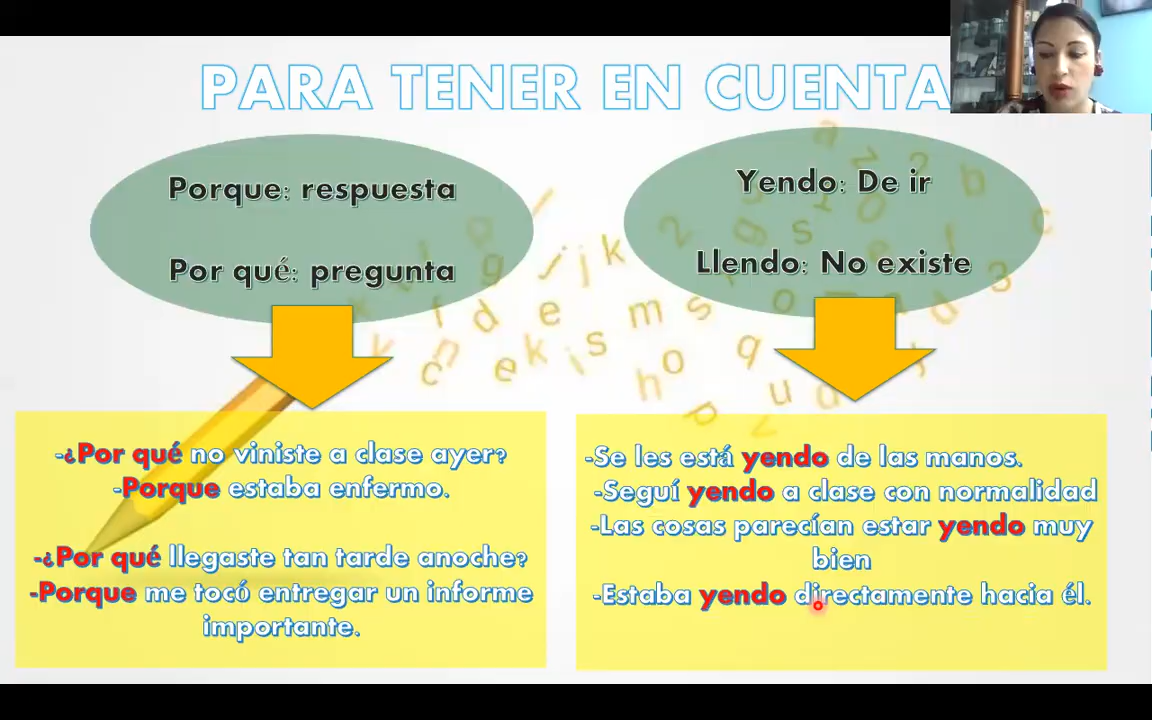 PARA TENER EN CUENTA
Porque: respuesta
Por qué: pregunta
-¿Por qué no viniste a clase ayer?
-Porque estaba enfermo.
-¿Por qué llegaste tan tarde anoche?
-Porque me tocó entregar un informe
importante.
Yendo: De ir
Llendo: No existe
-Se les está yendo de las manos.
-Seguí yendo a clase con normalidad
-Las cosas parecían estar yendo muy
bien
-Estaba yendo directamente hacia él.